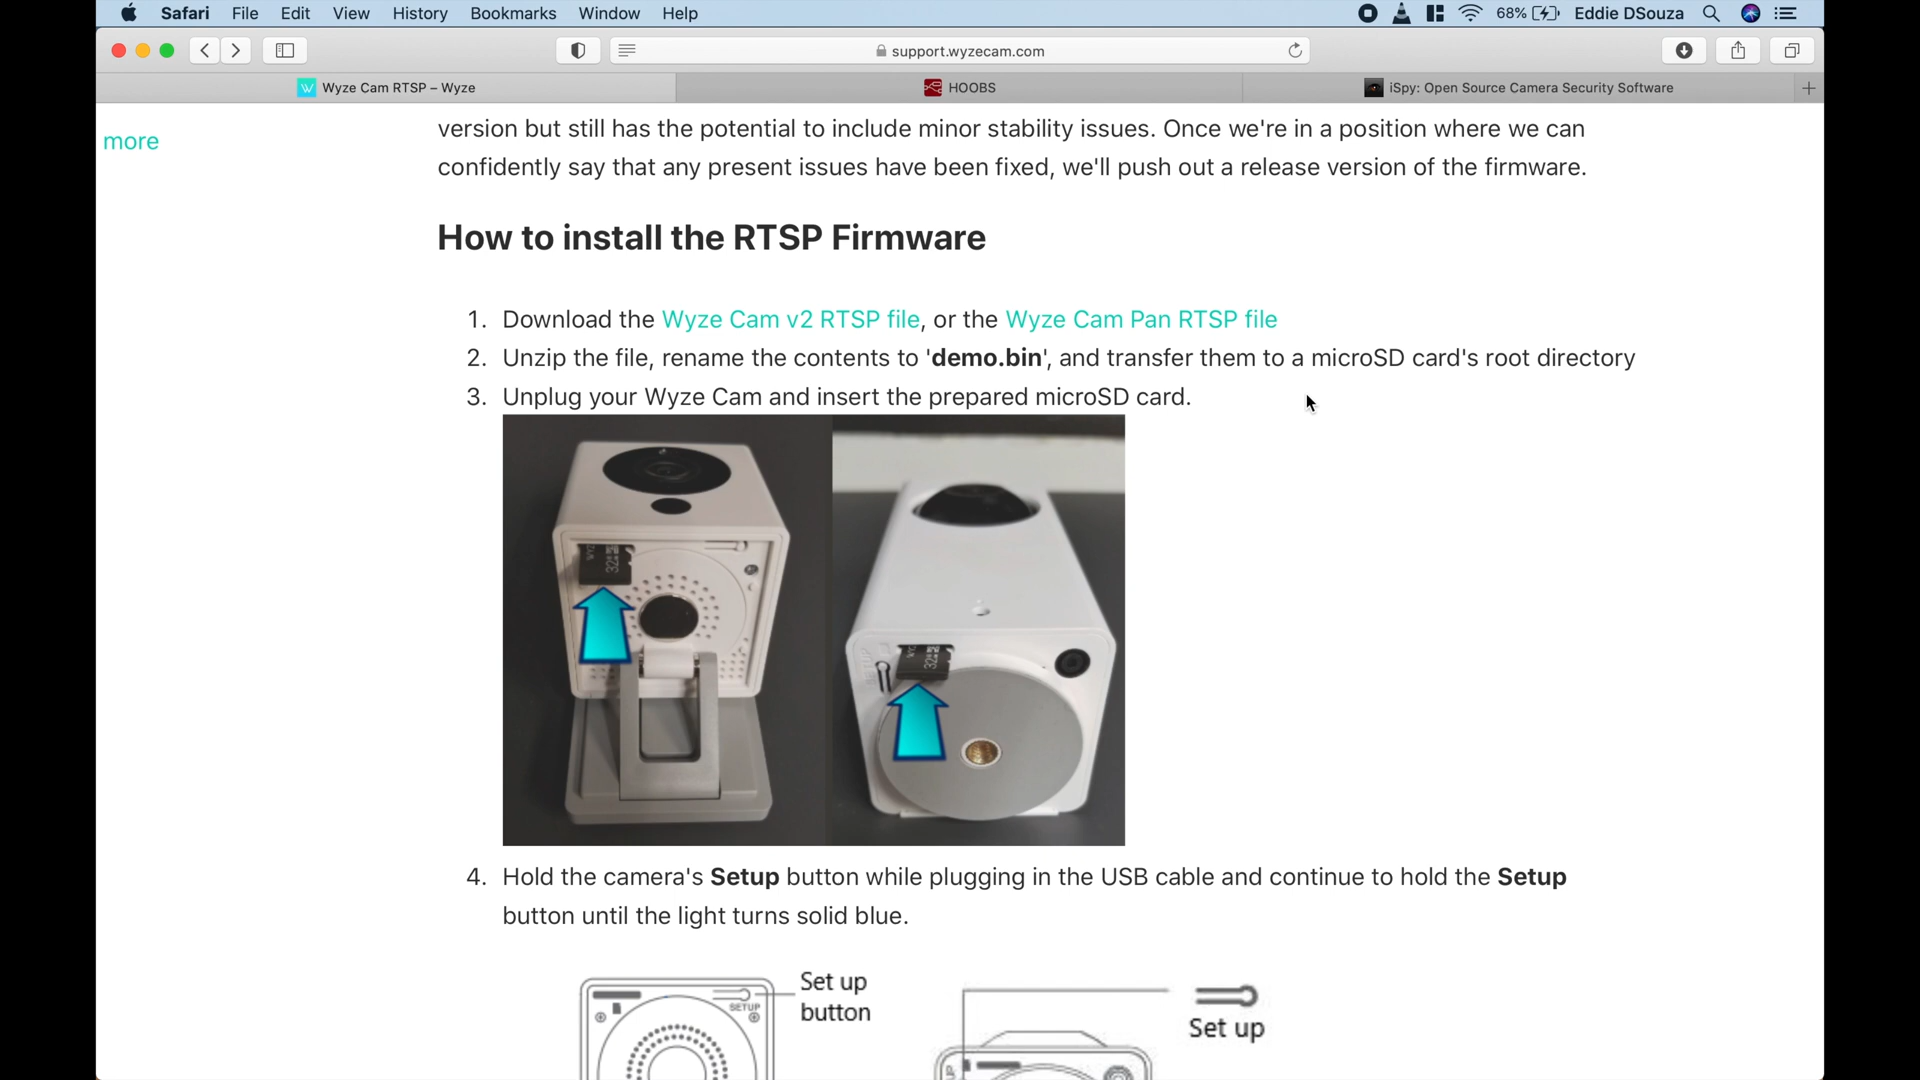 Safari File Edit View History Bookmarks Window Help 68% Eddie DSouza
support.wyzecam.com
Wyze Cam RTSP – Wyze HOOBS iSpy: Open Source Camera Security Software
more
version but still has the potential to include minor stability issues. Once we're in a position where we can
confidently say that any present issues have been fixed, we'll push out a release version of the firmware.
How to install the RTSP Firmware
1. Download the Wyze Cam v2 RTSP file, or the Wyze Cam Pan RTSP file
2. Unzip the file, rename the contents to 'demo.bin', and transfer them to a microSD card's root directory
3. Unplug your Wyze Cam and insert the prepared microSD card.
32
SETUP
32
4. Hold the camera's Setup button while plugging in the USB cable and continue to hold the Setup
button until the light turns solid blue.
Set up
button
SETUP
Set up